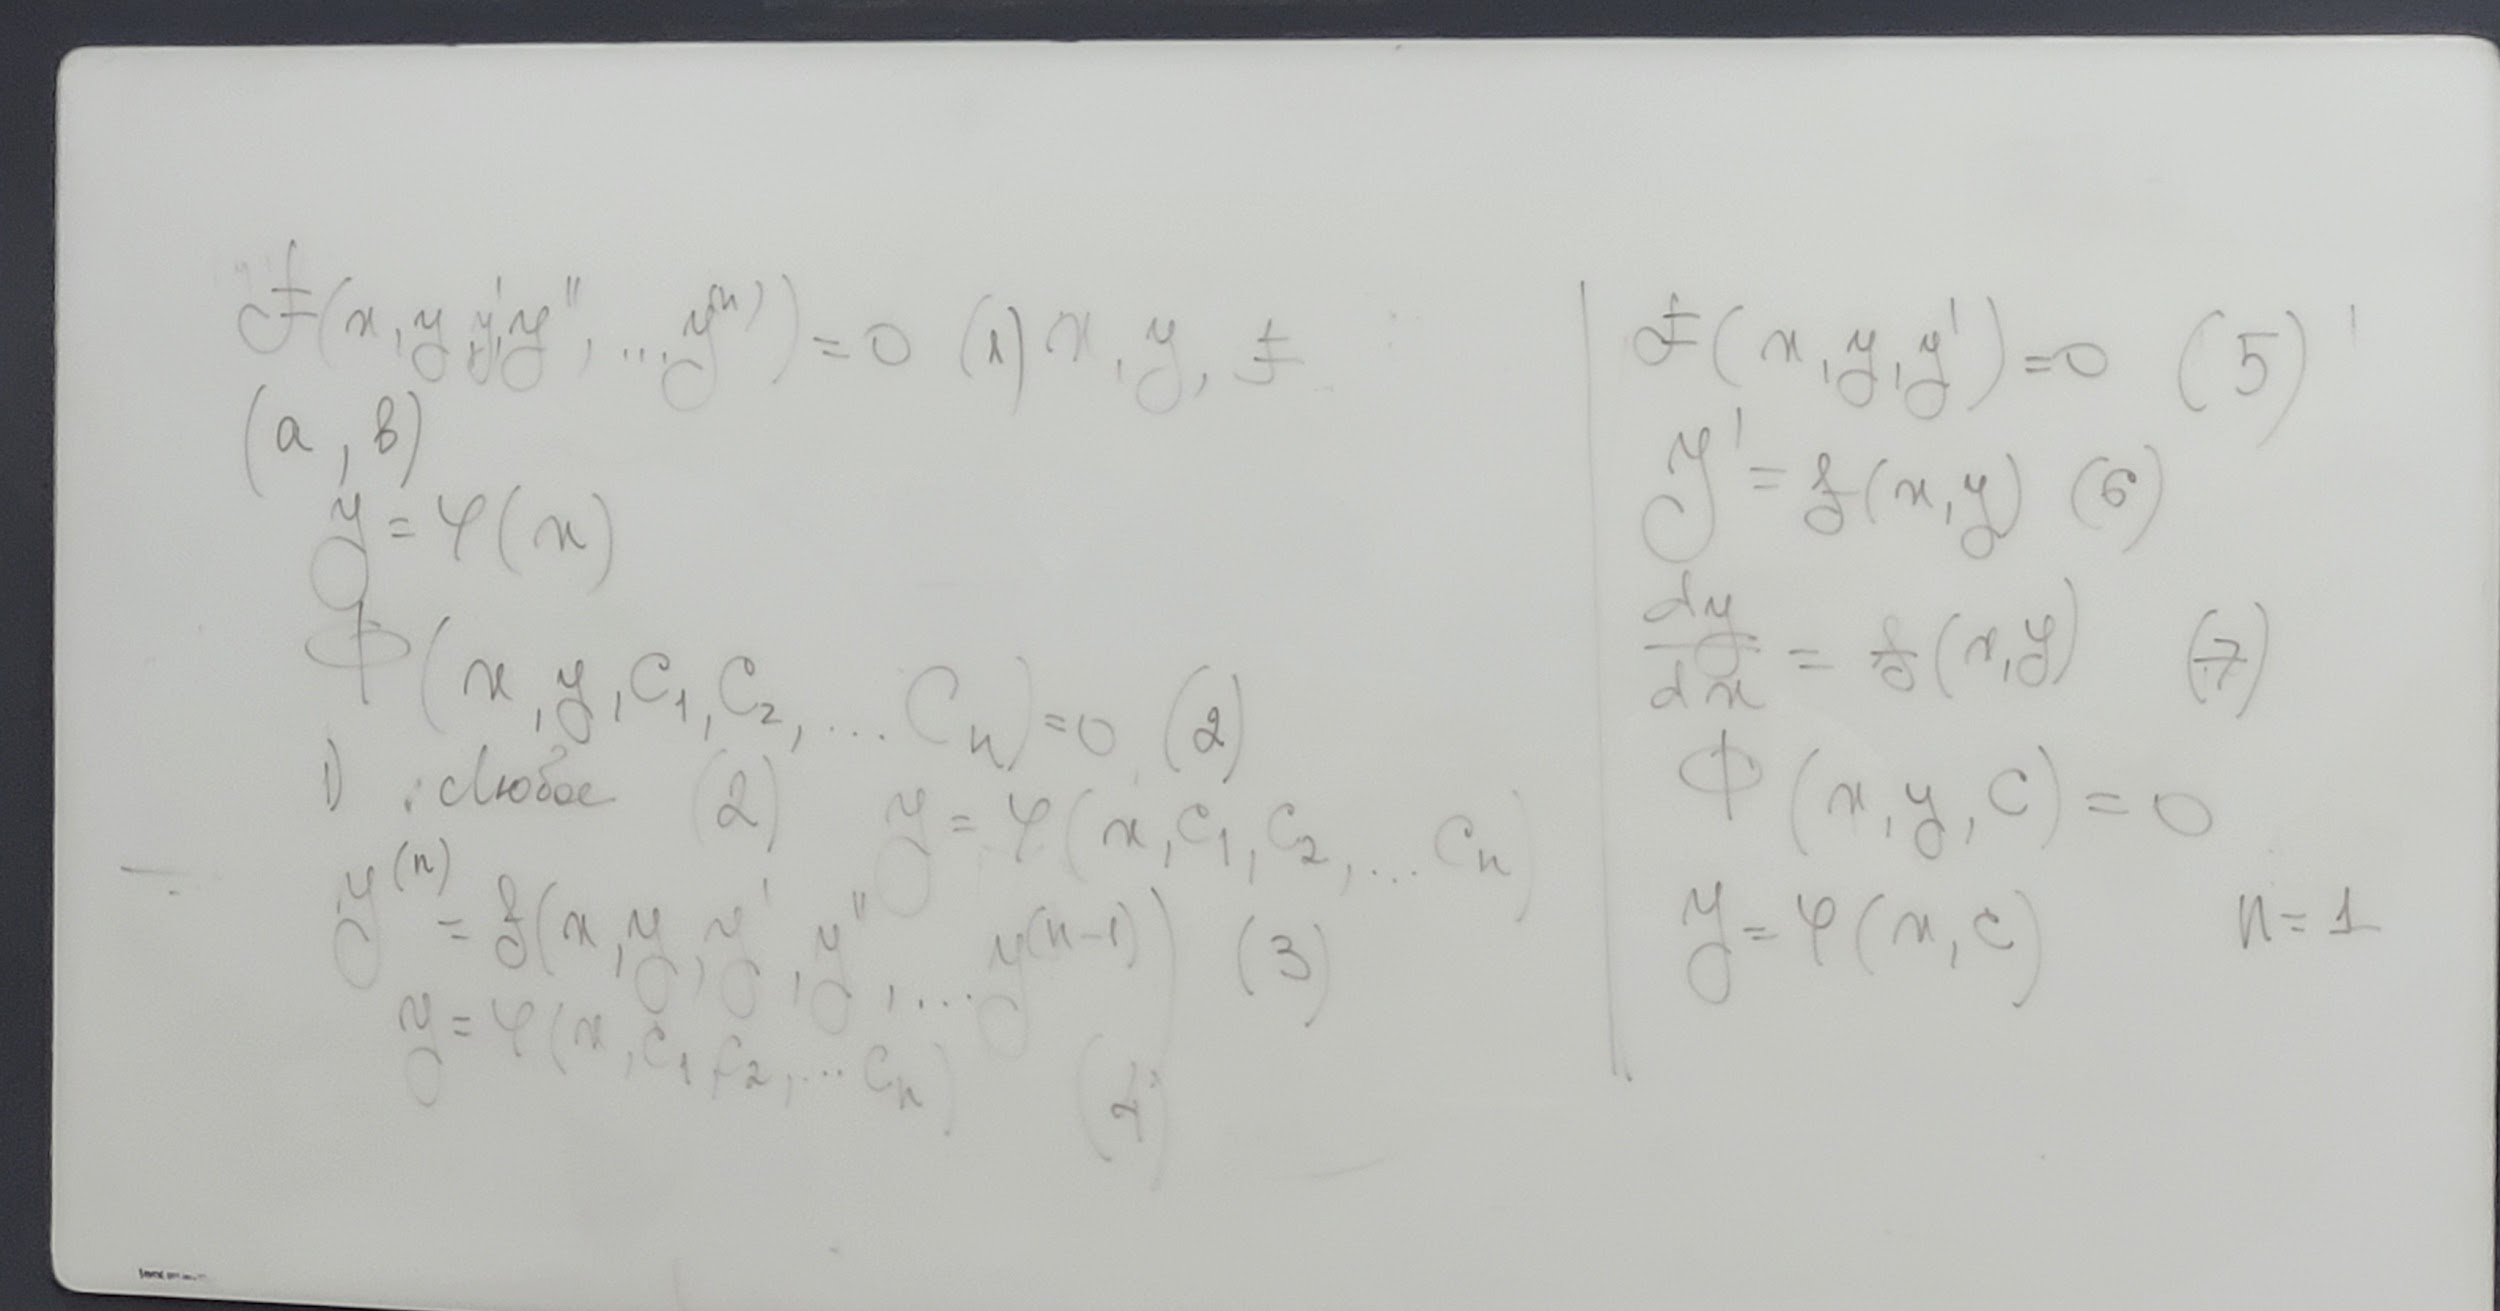 F(x, y, y', y'', ... y⁽ⁿ⁾) = 0 (1) x, y, F
(a, b)
y = φ(x)
Φ(x, y, C₁, C₂, ... Cₙ) = 0 (2)
1) Любое (2) y = φ(x, C₁, C₂, ... Cₙ)
y⁽ⁿ⁾ = f(x, y, y', y'', ... y⁽ⁿ⁻¹⁾) (3)
y = φ(x, C₁, C₂, ... Cₙ)
F(x, y, y') = 0 (5)
y' = f(x, y) (6)
dy/dx = f(x, y) (7)
Φ(x, y, C) = 0
y = φ(x, C) n = 1